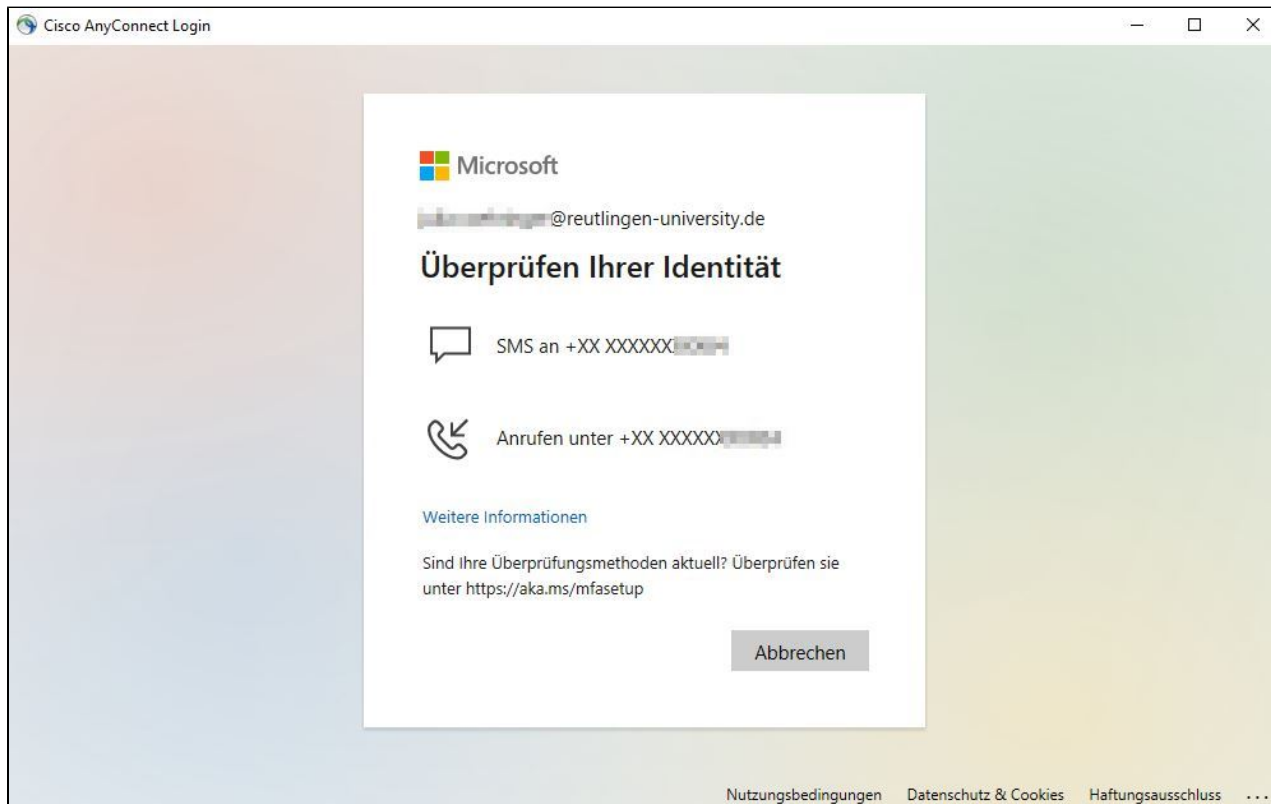 Cisco AnyConnect Login
Microsoft
@reutlingen-university.de
Überprüfen Ihrer Identität
SMS an +XX XXXXXX
Anrufen unter +XX XXXXXX
Weitere Informationen
Sind Ihre Überprüfungsmethoden aktuell? Überprüfen sie
unter https://aka.ms/mfasetup
Abbrechen
Nutzungsbedingungen Datenschutz & Cookies Haftungsausschluss ...